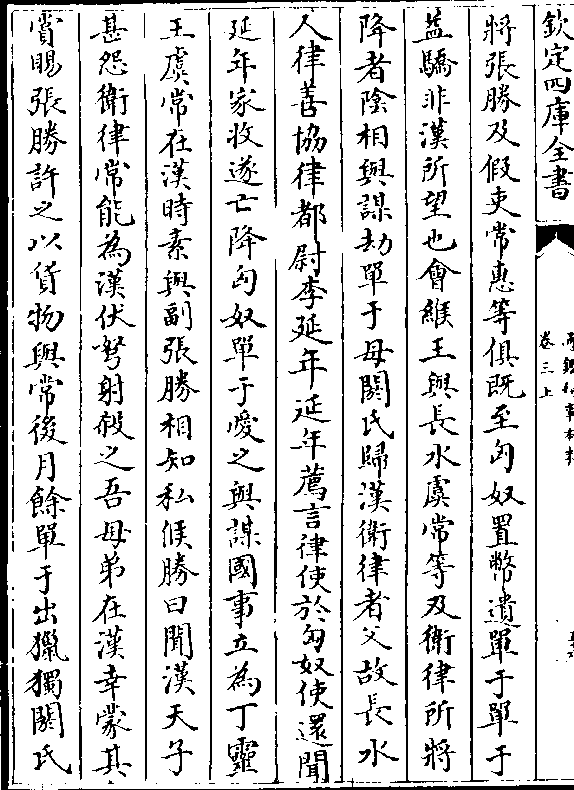 欽定四庫全書
卷三上
將張勝及假吏常惠等俱既至匈奴置幣遺單于單于
益驕非漢所望也會緱王與長水虞常等及衛律所將
降者陰相與謀劫單于母閼氏歸漢衛律者父故長水
人律善協律都尉李延年延年薦言律使於匈奴使還聞
延年家收遂亡降匈奴單于愛之與謀國事立為丁靈
王虞常在漢時素與副張勝相知私候勝曰聞漢天子
甚怨衛律常能為漢伏弩射殺之吾母弟在漢幸蒙其
賞賜張勝許之以貨物與常後月餘單于出獵獨閼氏